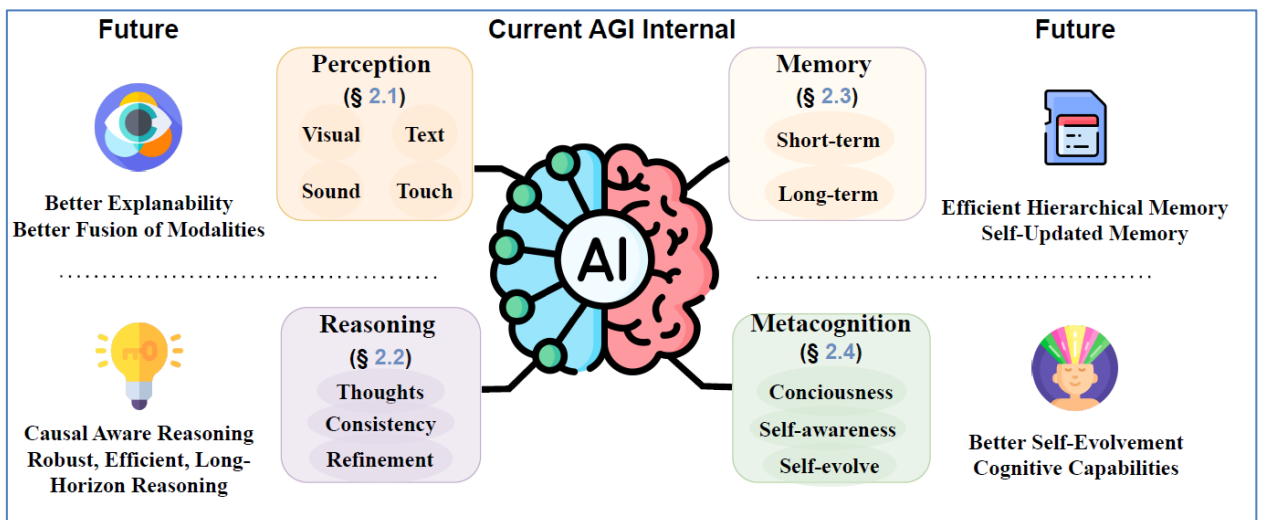 Future
Current AGI Internal
Future
Perception
(§ 2.1)
Visual
Text
Sound
Touch
Better Explanability
Better Fusion of Modalities
Memory
(§ 2.3)
Short-term
Long-term
Efficient Hierarchical Memory
Self-Updated Memory
AI
Reasoning
(§ 2.2)
Thoughts
Consistency
Refinement
Causal Aware Reasoning
Robust, Efficient, Long-
Horizon Reasoning
Metacognition
(§ 2.4)
Conciousness
Self-awareness
Self-evolve
Better Self-Evolvement
Cognitive Capabilities